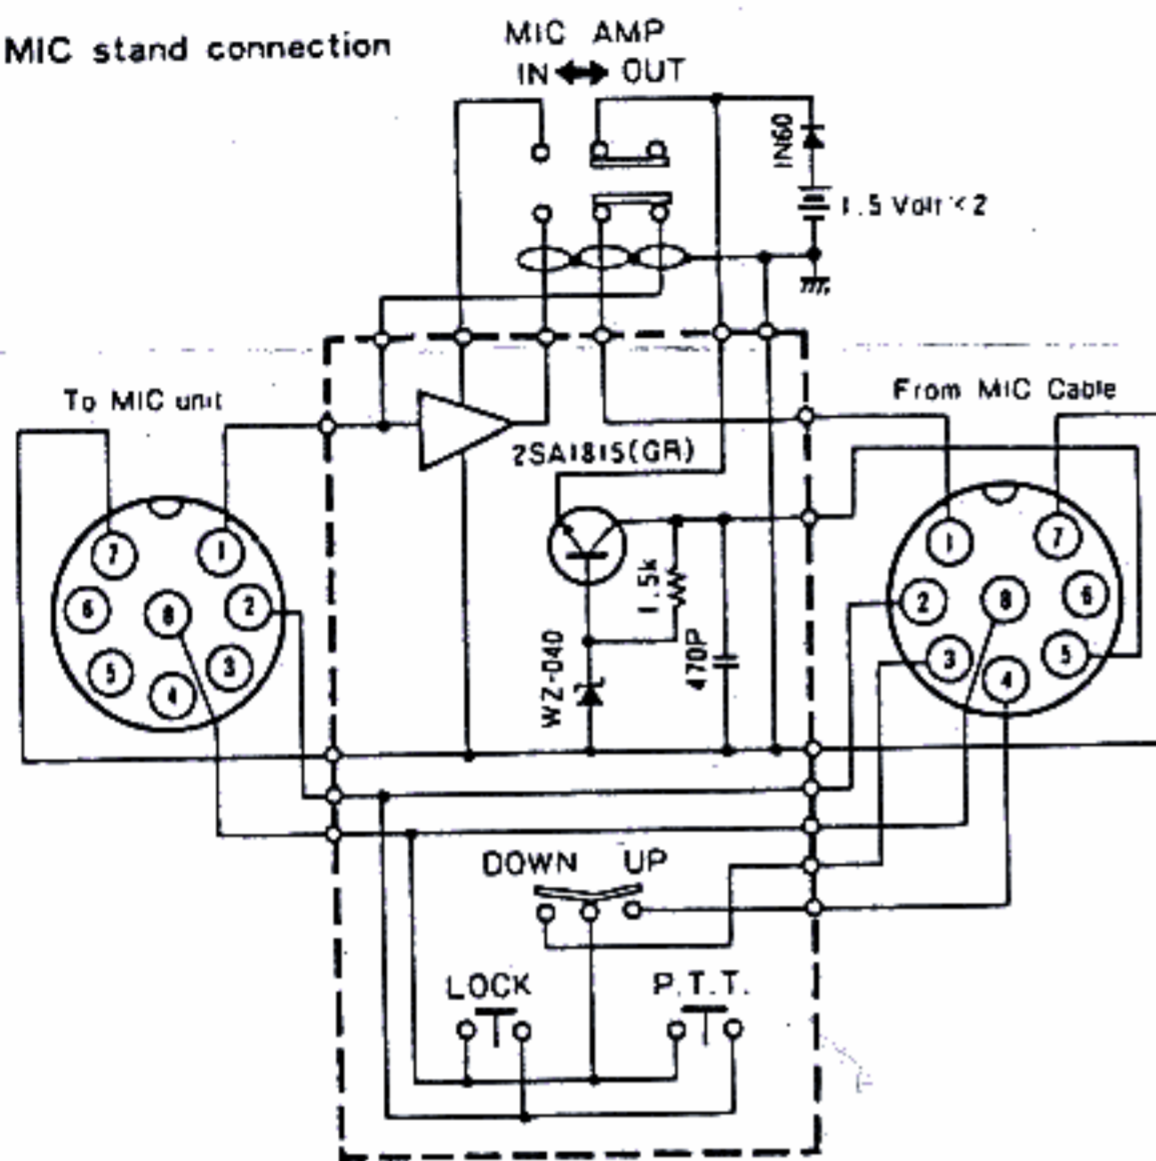 MIC stand connection
MIC AMP
IN OUT
1N60
1.5 Volt × 2
To MIC unit
From MIC Cable
2SA1815(GR)
1.5k
470P
WZ-040
7 1
6 8 2
5 4 3
1 7
2 8 6
3 4 5
DOWN UP
LOCK P.T.T.